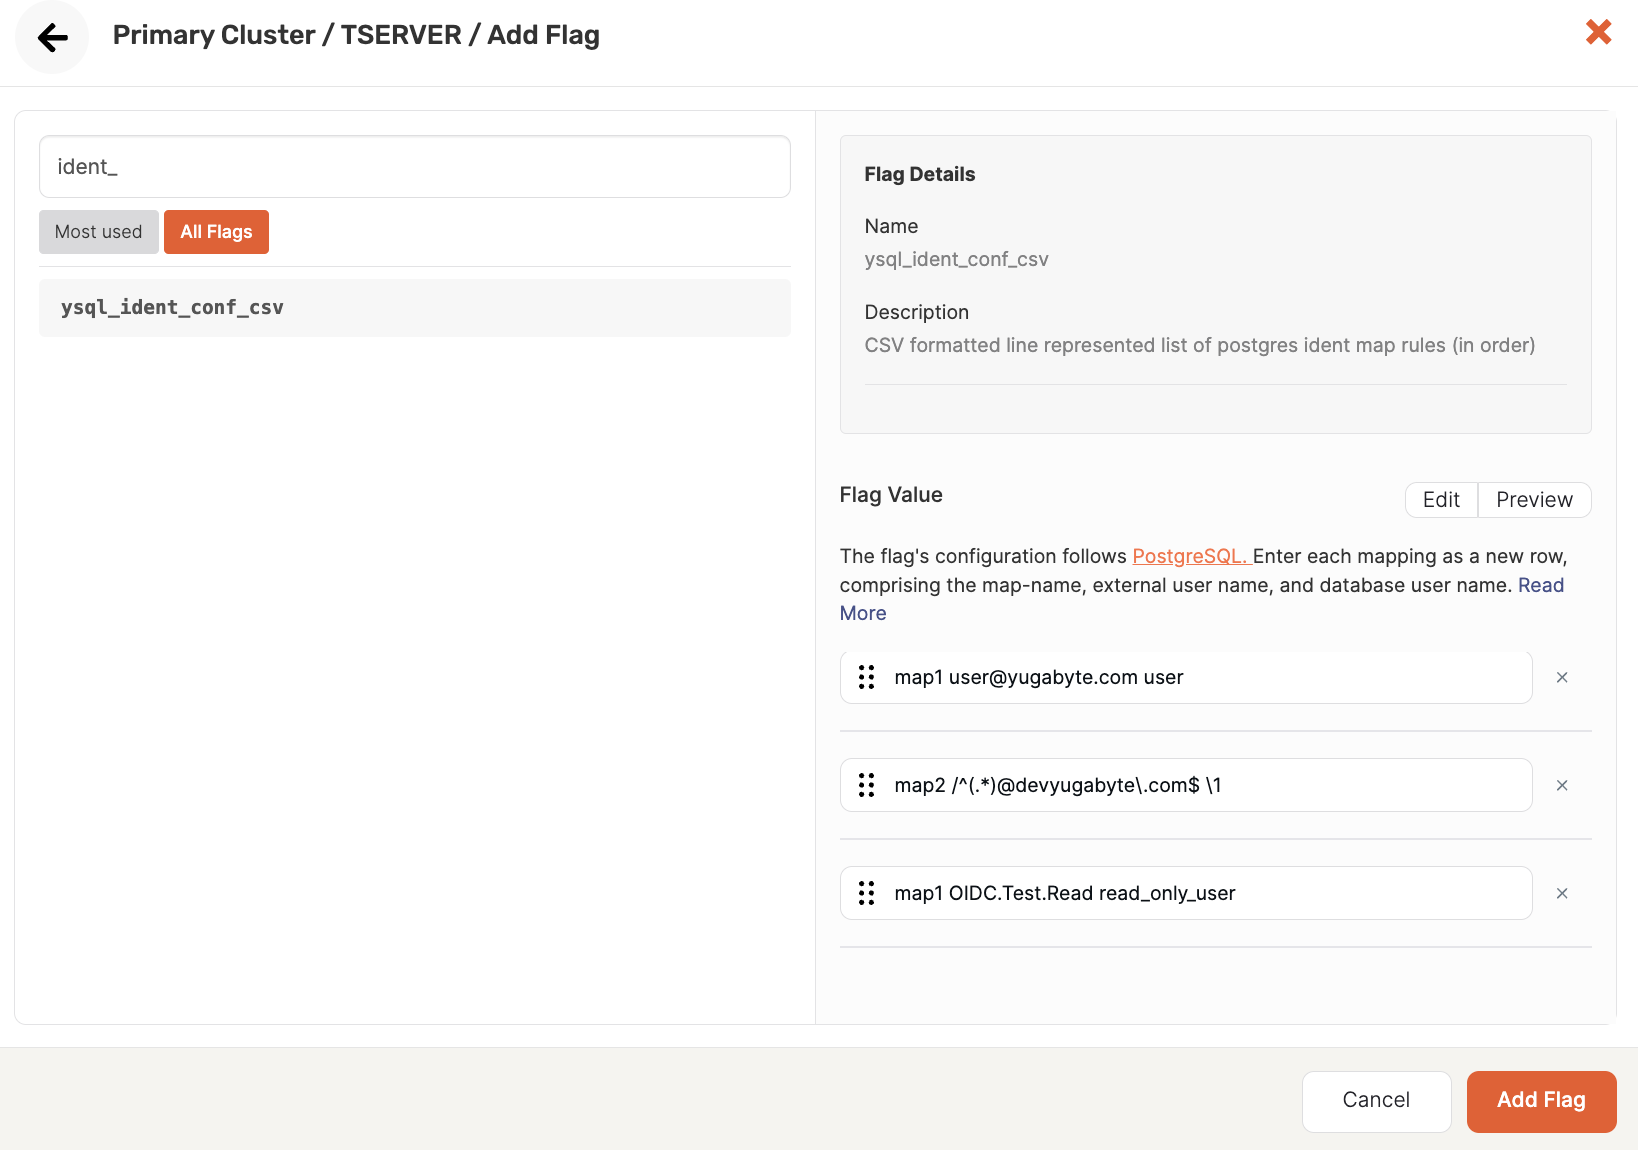 Primary Cluster / TSERVER / Add Flag
ident_
Most used
All Flags
ysql_ident_conf_csv
Flag Details
Name
ysql_ident_conf_csv
Description
CSV formatted line represented list of postgres ident map rules (in order)
Flag Value
Edit
Preview
The flag's configuration follows PostgreSQL. Enter each mapping as a new row,
comprising the map-name, external user name, and database user name. Read
More
map1 user@yugabyte.com user
map2 /^(.*)@devyugabyte\.com$ \1
map1 OIDC.Test.Read read_only_user
Cancel
Add Flag